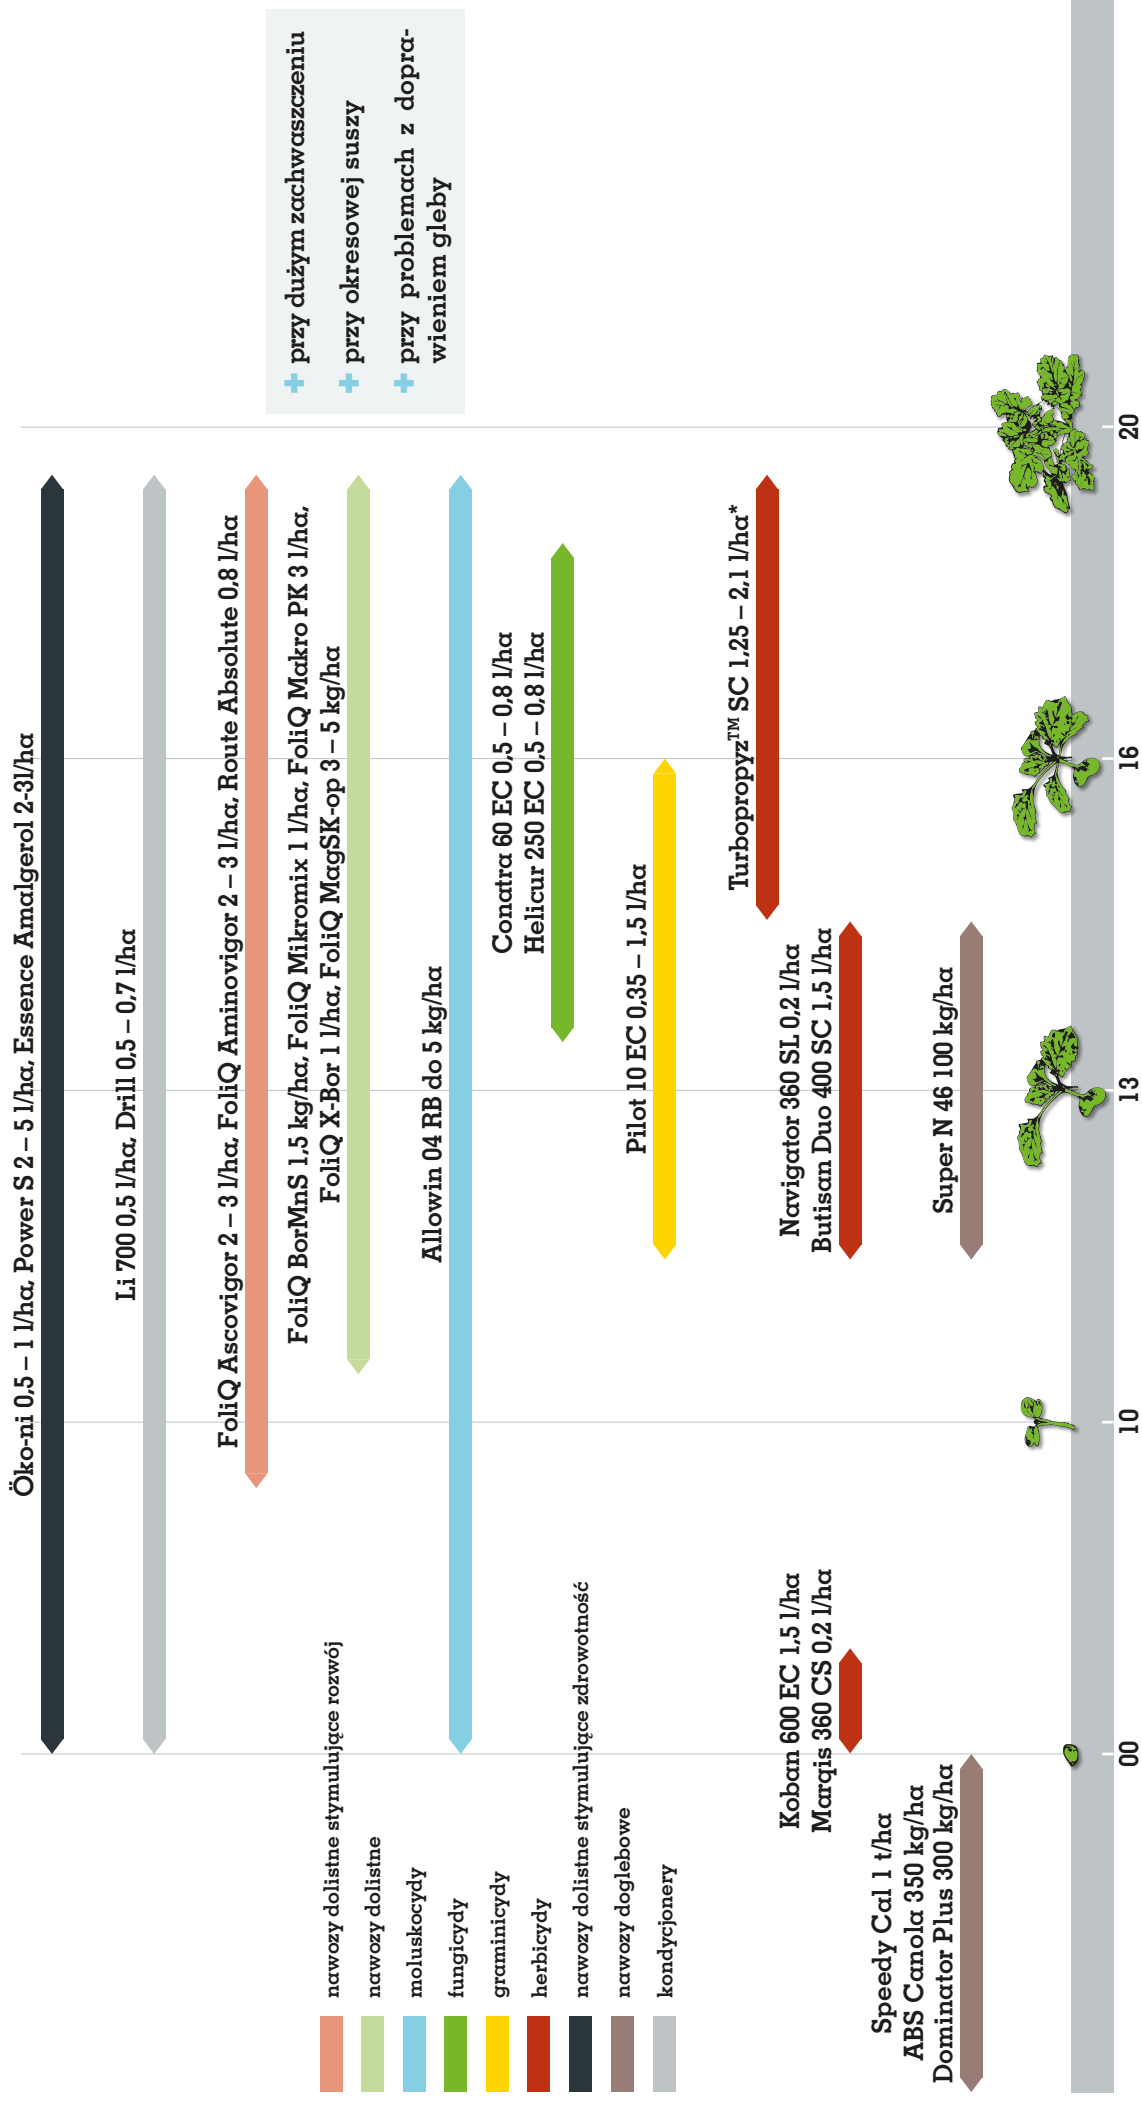 Öko-ni 0,5 – 1 l/ha, Power S 2 – 5 l/ha, Essence Amalgerol 2-3l/ha
Li 700 0,5 l/ha, Drill 0,5 – 0,7 l/ha
FoliQ Ascovigor 2 – 3 l/ha, FoliQ Aminovigor 2 – 3 l/ha, Route Absolute 0,8 l/ha
FoliQ BorMnS 1,5 kg/ha, FoliQ Mikromix 1 l/ha, FoliQ Makro PK 3 l/ha,
FoliQ X-Bor 1 l/ha, FoliQ MagSK-op 3 – 5 kg/ha
Allowin 04 RB do 5 kg/ha
Conatra 60 EC 0,5 – 0,8 l/ha
Helicur 250 EC 0,5 – 0,8 l/ha
Pilot 10 EC 0,35 – 1,5 l/ha
Turbopropyz™ SC 1,25 – 2,1 l/ha*
Navigator 360 SL 0,2 l/ha
Butisan Duo 400 SC 1,5 l/ha
Koban 600 EC 1,5 l/ha
Marqis 360 CS 0,2 l/ha
Super N 46 100 kg/ha
Speedy Cal 1 t/ha
ABS Canola 350 kg/ha
Dominator Plus 300 kg/ha
+ przy dużym zachwaszczeniu
+ przy okresowej suszy
+ przy problemach z dopra-
wieniem gleby
nawozy dolistne stymulujące rozwój
nawozy dolistne
moluskocydy
fungicydy
graminicydy
herbicydy
nawozy dolistne stymulujące zdrowotność
nawozy doglebowe
kondycjonery
00
10
13
16
20